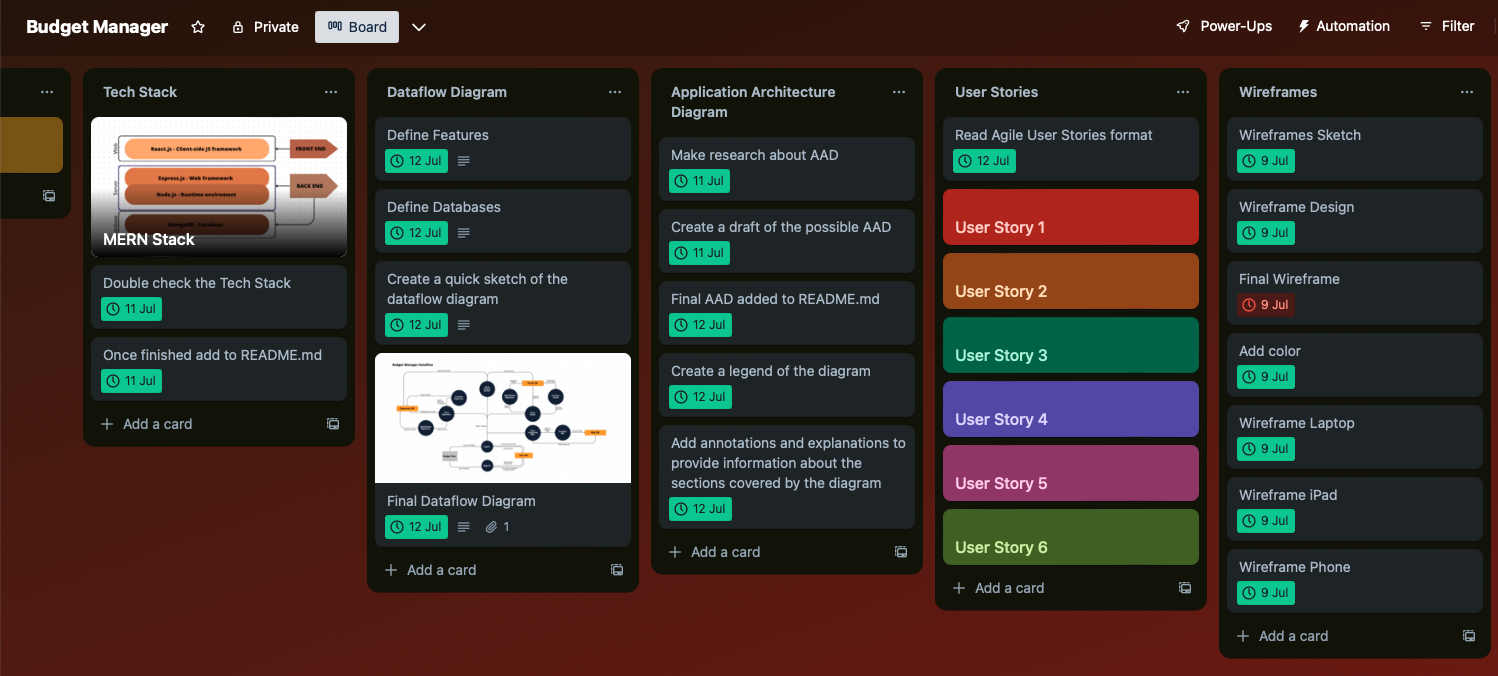 Budget Manager
Private
Board
Power-Ups
Automation
Filter
Tech Stack
React.js - Client-side JS framework
FRONT END
Express.js - Web Framework
Node.js - Runtime enviroment
BACK END
MongoDB - Database
MERN Stack
Double check the Tech Stack
11 Jul
Once finished add to README.md
11 Jul
Add a card
Dataflow Diagram
Define Features
12 Jul
Define Databases
12 Jul
Create a quick sketch of the
dataflow diagram
12 Jul
Budget Manager Dataflow
Final Dataflow Diagram
12 Jul
1
Add a card
Application Architecture
Diagram
Make research about AAD
11 Jul
Create a draft of the possible AAD
11 Jul
Final AAD added to README.md
12 Jul
Create a legend of the diagram
12 Jul
Add annotations and explanations to
provide information about the
sections covered by the diagram
12 Jul
Add a card
User Stories
Read Agile User Stories format
12 Jul
User Story 1
User Story 2
User Story 3
User Story 4
User Story 5
User Story 6
Add a card
Wireframes
Wireframes Sketch
9 Jul
Wireframe Design
9 Jul
Final Wireframe
9 Jul
Add color
9 Jul
Wireframe Laptop
9 Jul
Wireframe iPad
9 Jul
Wireframe Phone
9 Jul
Add a card